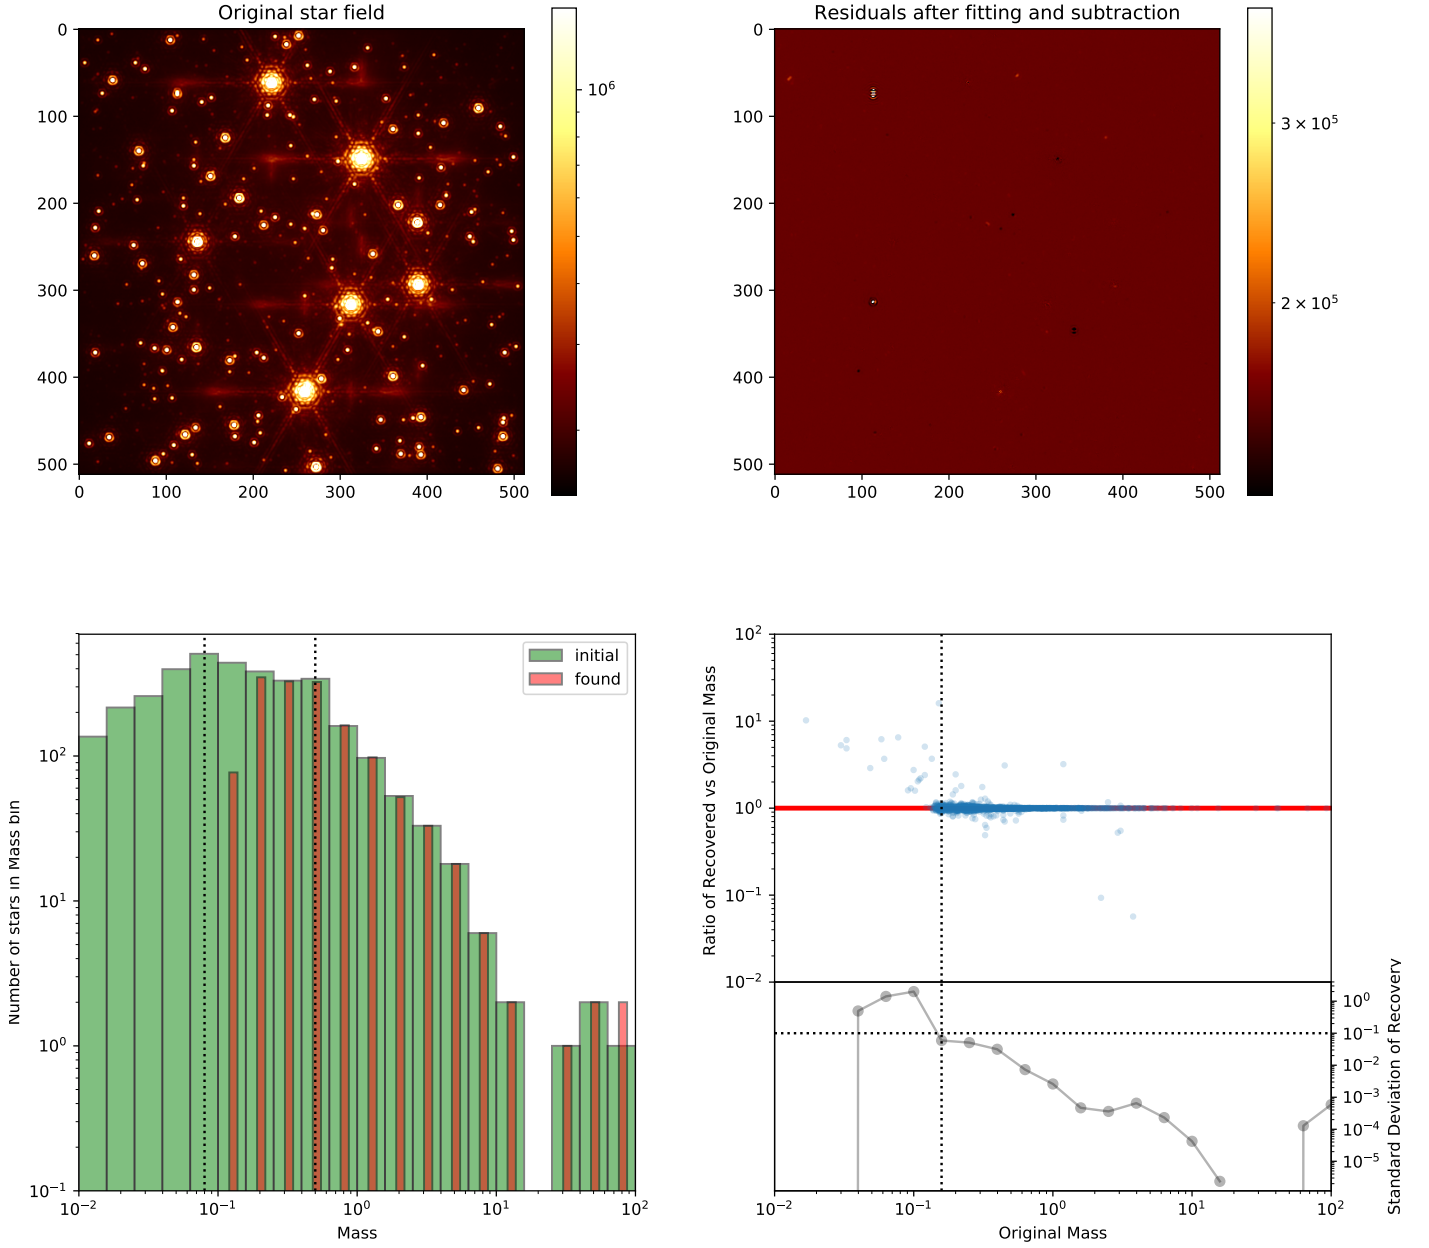 Original star field
0
100
200
300
400
500
0 100 200 300 400 500
10⁶
Residuals after fitting and subtraction
0
100
200
300
400
500
0 100 200 300 400 500
3 × 10⁵
2 × 10⁵
Number of stars in Mass bin
10²
10¹
10⁰
10⁻¹
initial
found
10⁻² 10⁻¹ 10⁰ 10¹ 10²
Mass
Ratio of Recovered vs Original Mass
10²
10¹
10⁰
10⁻¹
10⁻²
Standard Deviation of Recovery
10⁰
10⁻¹
10⁻²
10⁻³
10⁻⁴
10⁻⁵
10⁻² 10⁻¹ 10⁰ 10¹ 10²
Original Mass